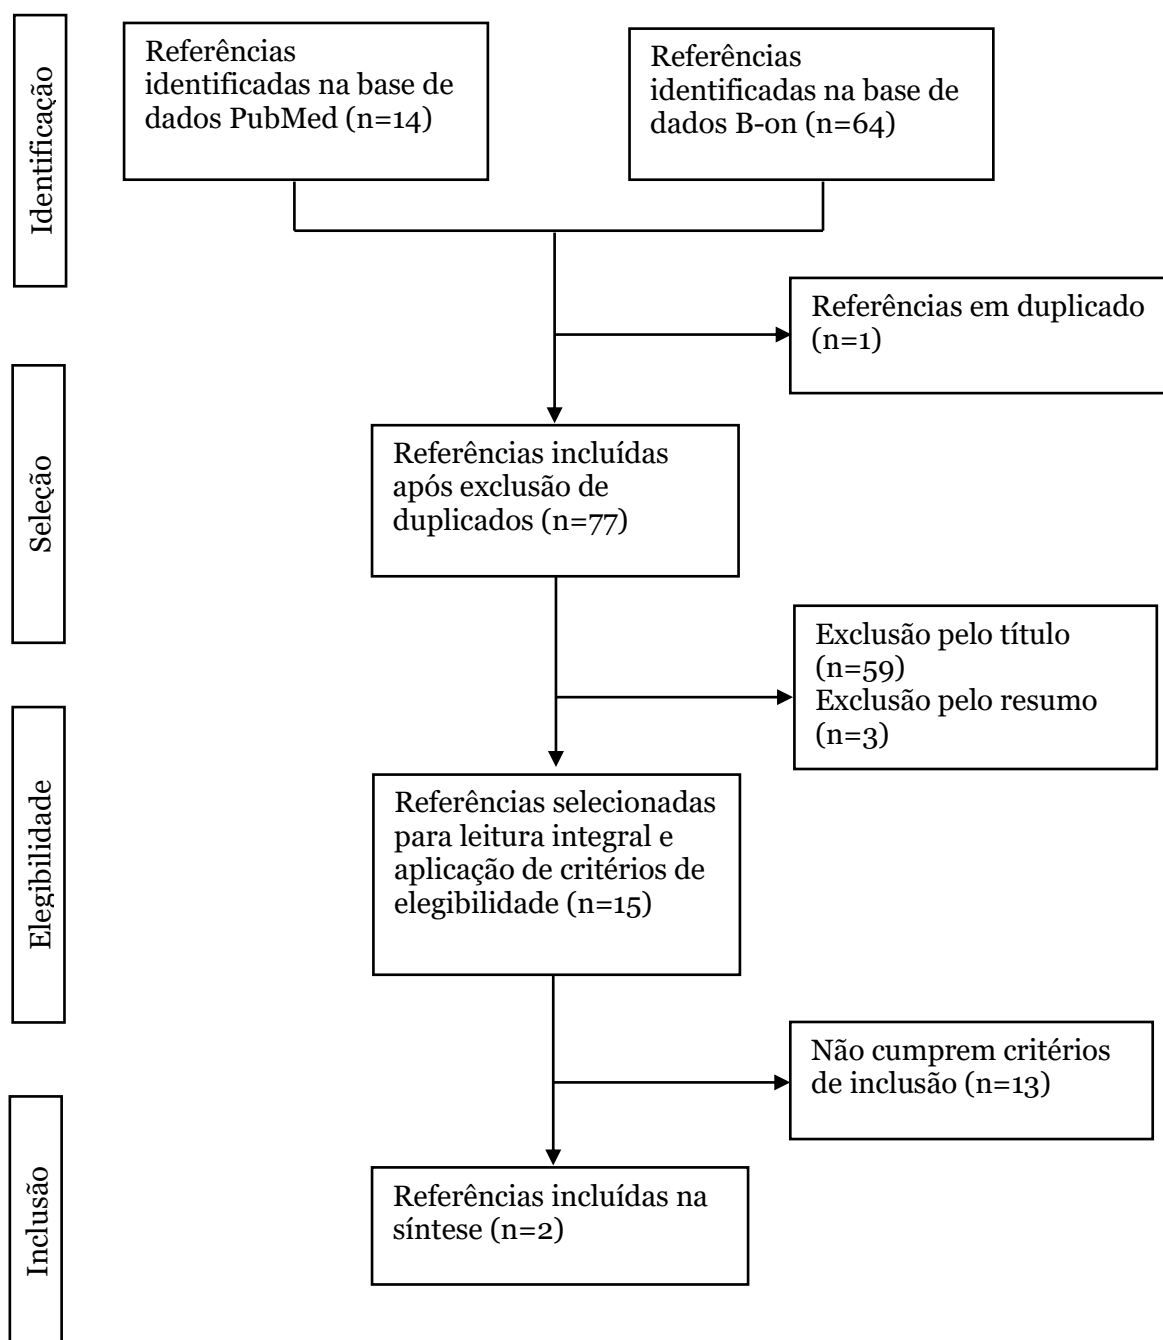 Identificação
Referências
identificadas na base de
dados PubMed (n=14)
Referências
identificadas na base de
dados B-on (n=64)
Referências em duplicado
(n=1)
Seleção
Referências incluídas
após exclusão de
duplicados (n=77)
Exclusão pelo título
(n=59)
Exclusão pelo resumo
(n=3)
Elegibilidade
Referências selecionadas
para leitura integral e
aplicação de critérios de
elegibilidade (n=15)
Não cumprem critérios
de inclusão (n=13)
Inclusão
Referências incluídas na
síntese (n=2)